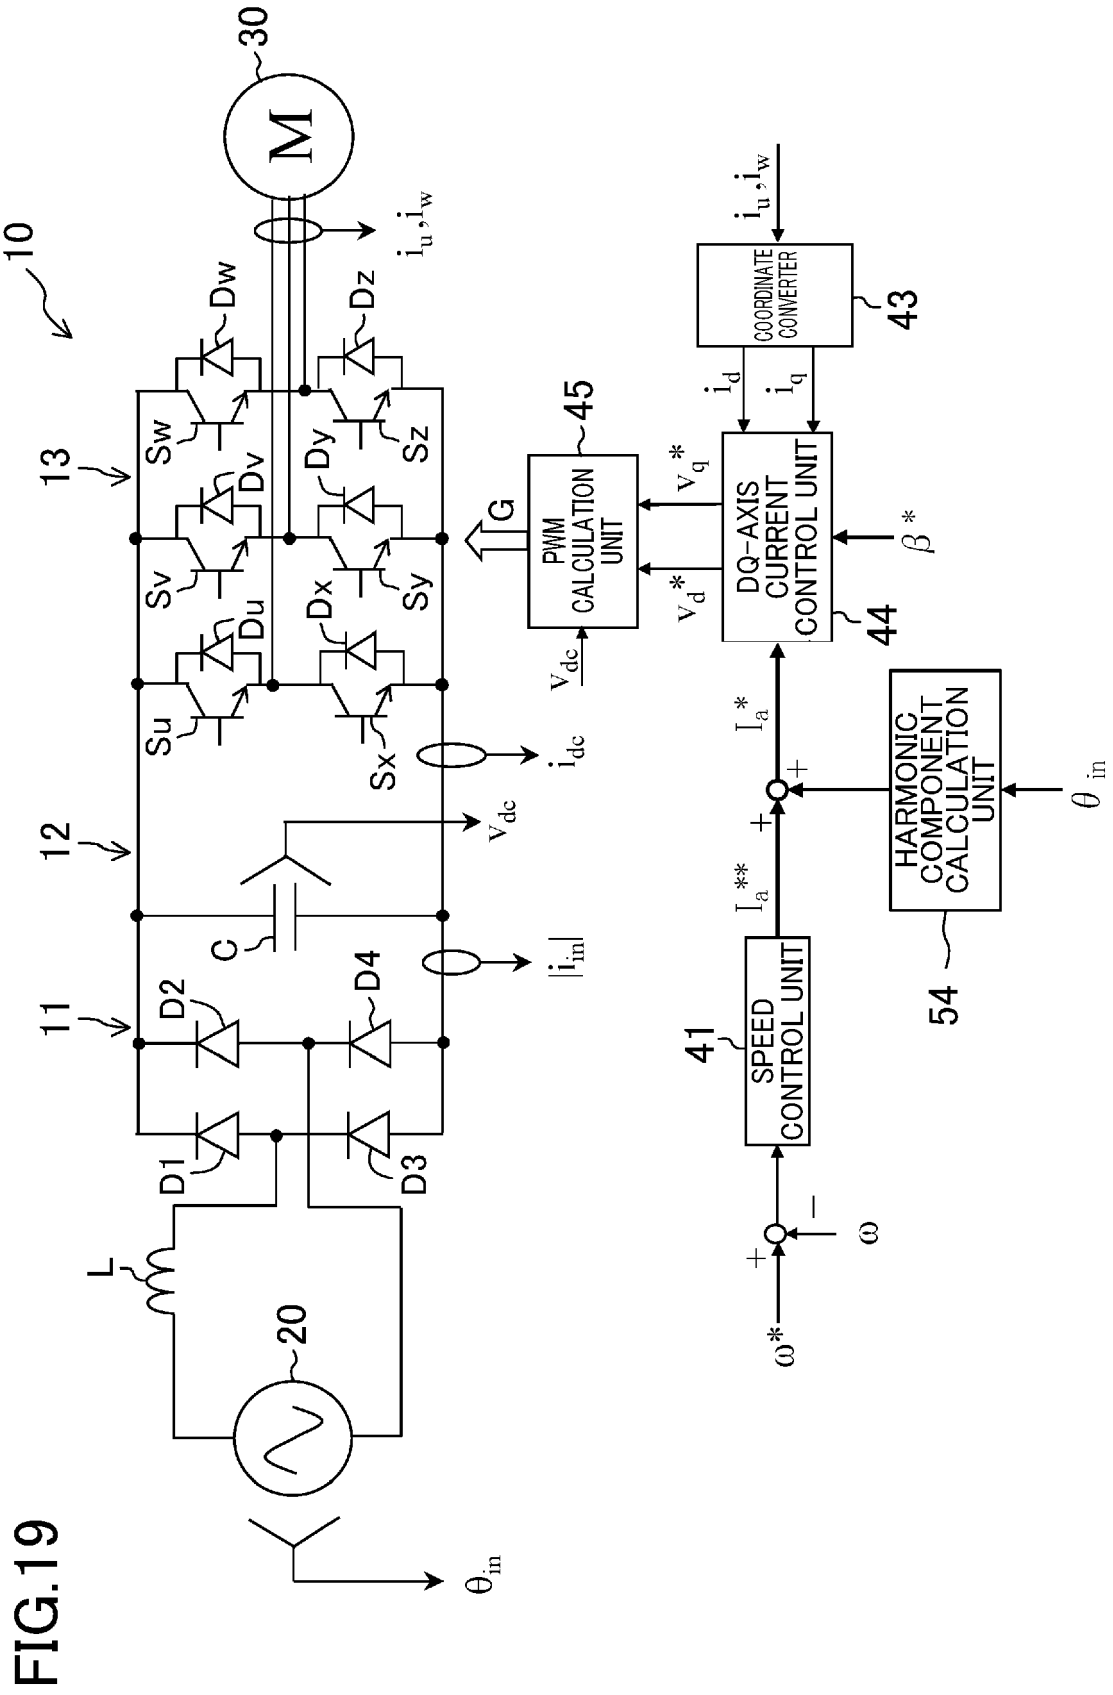 FIG.19
10
11
12
13
L
20
θin
D1
D2
D3
D4
C
|iin|
vdc
idc
Su
Du
Sv
Dv
Sw
Dw
Sx
Dx
Sy
Dy
Sz
Dz
M
30
iu,iw
G
45
PWM
CALCULATION
UNIT
vdc
vd*
vq*
DQ-AXIS
CURRENT
CONTROL UNIT
44
β*
id
iq
COORDINATE
CONVERTER
43
iu,iw
ω*
+
−
ω
41
SPEED
CONTROL UNIT
Ia**
+
+
Ia*
HARMONIC
COMPONENT
CALCULATION
UNIT
54
θin